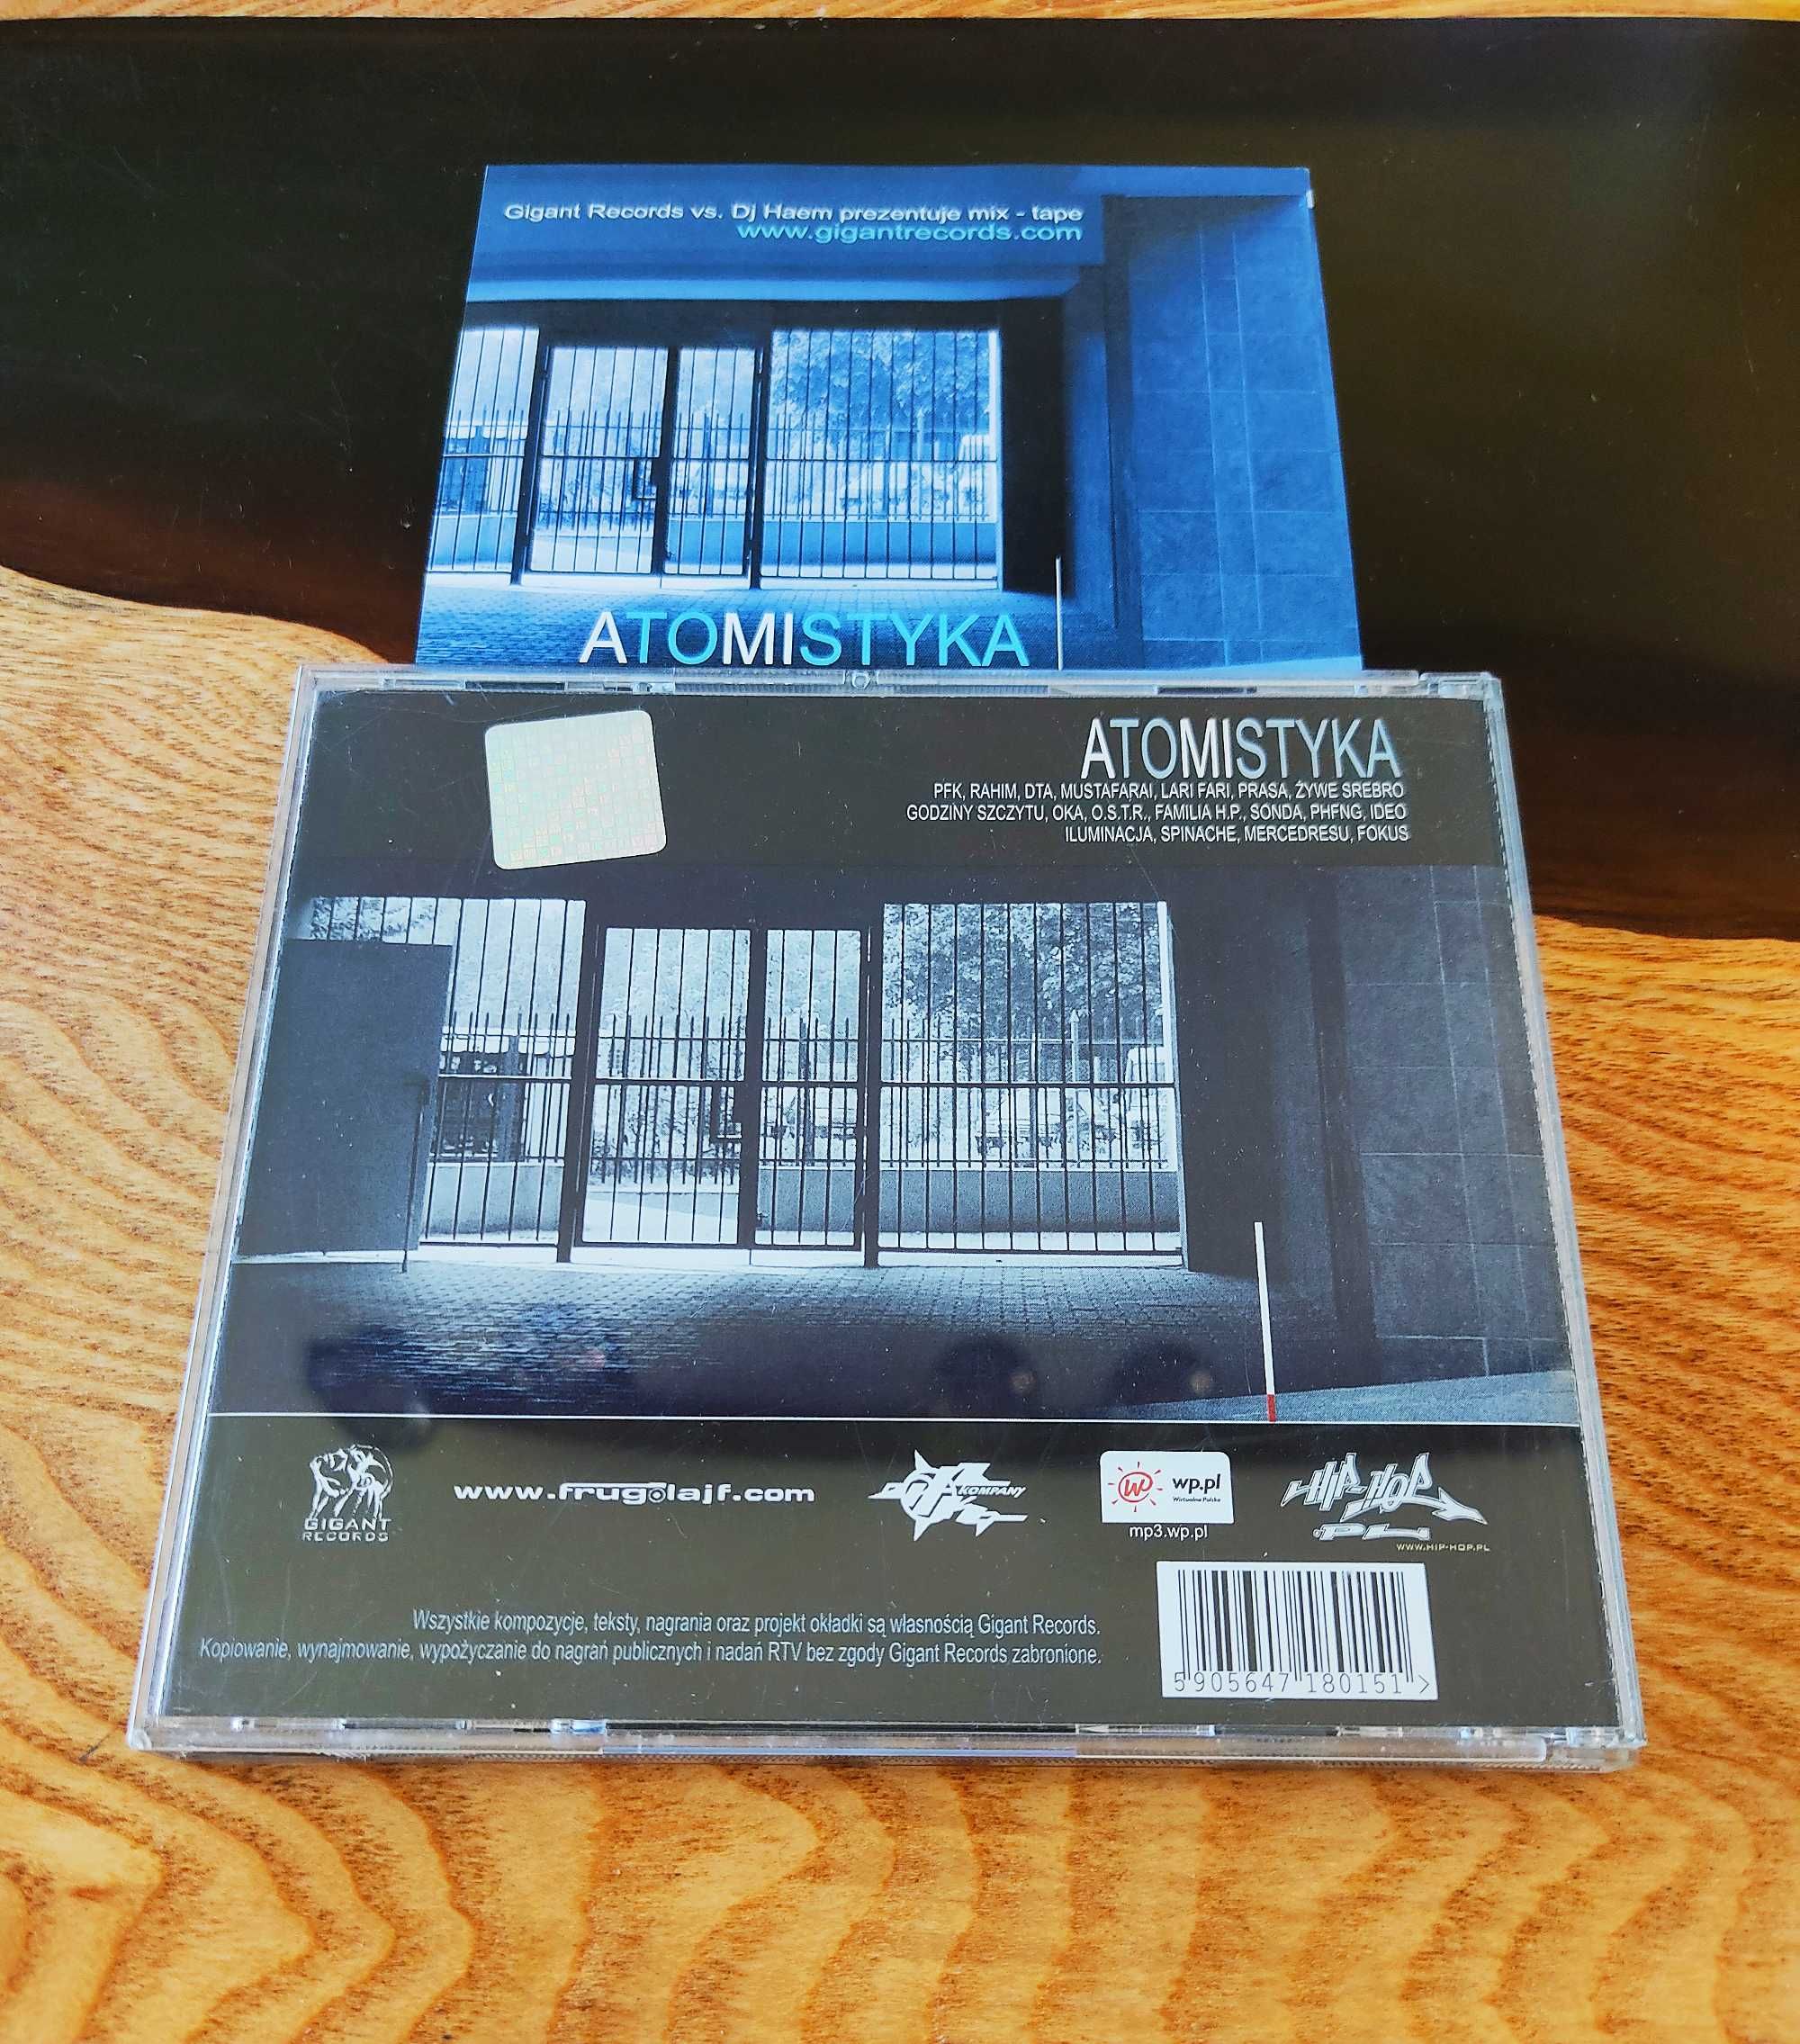 Gigant Records vs. Dj Haem prezentuje mix - tape
www.gigantrecords.com
ATOMISTYKA
ATOMISTYKA
PFK, RAHIM, DTA, MUSTAFARAI, LARI FARI, PRASA, ŻYWE SREBRO
GODZINY SZCZYTU, OKA, O.S.T.R., FAMILIA H.P., SONDA, PHFNG, IDEO
ILUMINACJA, SPINACHE, MERCEDRESU, FOKUS
GIGANT
RECORDS
www.frugolajf.com
KOMPANY
wp.pl
Wirtualna Polska
mp3.wp.pl
HIP-HOP
.PL
WWW.HIP-HOP.PL
Wszystkie kompozycje, teksty, nagrania oraz projekt okładki są własnością Gigant Records.
Kopiowanie, wynajmowanie, wypożyczanie do nagrań publicznych i nadań RTV bez zgody Gigant Records zabronione.
5 905647 180151 >